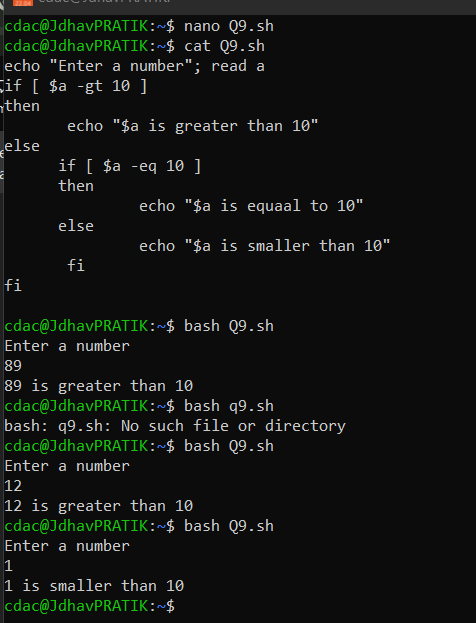 cdac@JdhavPRATIK:~$ nano Q9.sh
cdac@JdhavPRATIK:~$ cat Q9.sh
echo "Enter a number"; read a
if [ $a -gt 10 ]
then
       echo "$a is greater than 10"
else
      if [ $a -eq 10 ]
      then
               echo "$a is equaal to 10"
      else
               echo "$a is smaller than 10"
       fi
fi

cdac@JdhavPRATIK:~$ bash Q9.sh
Enter a number
89
89 is greater than 10
cdac@JdhavPRATIK:~$ bash q9.sh
bash: q9.sh: No such file or directory
cdac@JdhavPRATIK:~$ bash Q9.sh
Enter a number
12
12 is greater than 10
cdac@JdhavPRATIK:~$ bash Q9.sh
Enter a number
1
1 is smaller than 10
cdac@JdhavPRATIK:~$